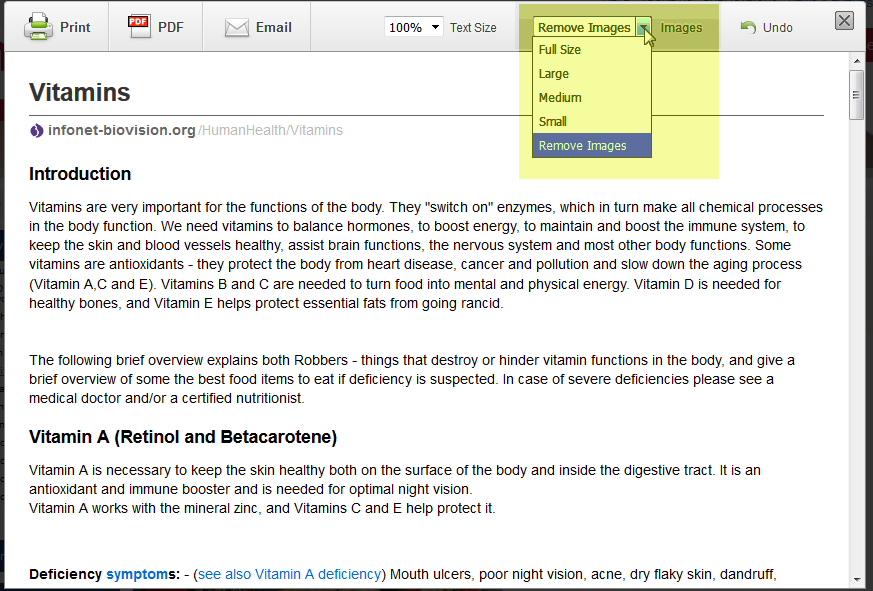 Print PDF PDF Email 100% Text Size Remove Images Images Undo
Full Size
Large
Medium
Small
Remove Images
Vitamins
infonet-biovision.org/HumanHealth/Vitamins
Introduction
Vitamins are very important for the functions of the body. They "switch on" enzymes, which in turn make all chemical processes
in the body function. We need vitamins to balance hormones, to boost energy, to maintain and boost the immune system, to
keep the skin and blood vessels healthy, assist brain functions, the nervous system and most other body functions. Some
vitamins are antioxidants - they protect the body from heart disease, cancer and pollution and slow down the aging process
(Vitamin A,C and E). Vitamins B and C are needed to turn food into mental and physical energy. Vitamin D is needed for
healthy bones, and Vitamin E helps protect essential fats from going rancid.
The following brief overview explains both Robbers - things that destroy or hinder vitamin functions in the body, and give a
brief overview of some the best food items to eat if deficiency is suspected. In case of severe deficiencies please see a
medical doctor and/or a certified nutritionist.
Vitamin A (Retinol and Betacarotene)
Vitamin A is necessary to keep the skin healthy both on the surface of the body and inside the digestive tract. It is an
antioxidant and immune booster and is needed for optimal night vision.
Vitamin A works with the mineral zinc, and Vitamins C and E help protect it.
Deficiency symptoms: - (see also Vitamin A deficiency) Mouth ulcers, poor night vision, acne, dry flaky skin, dandruff,